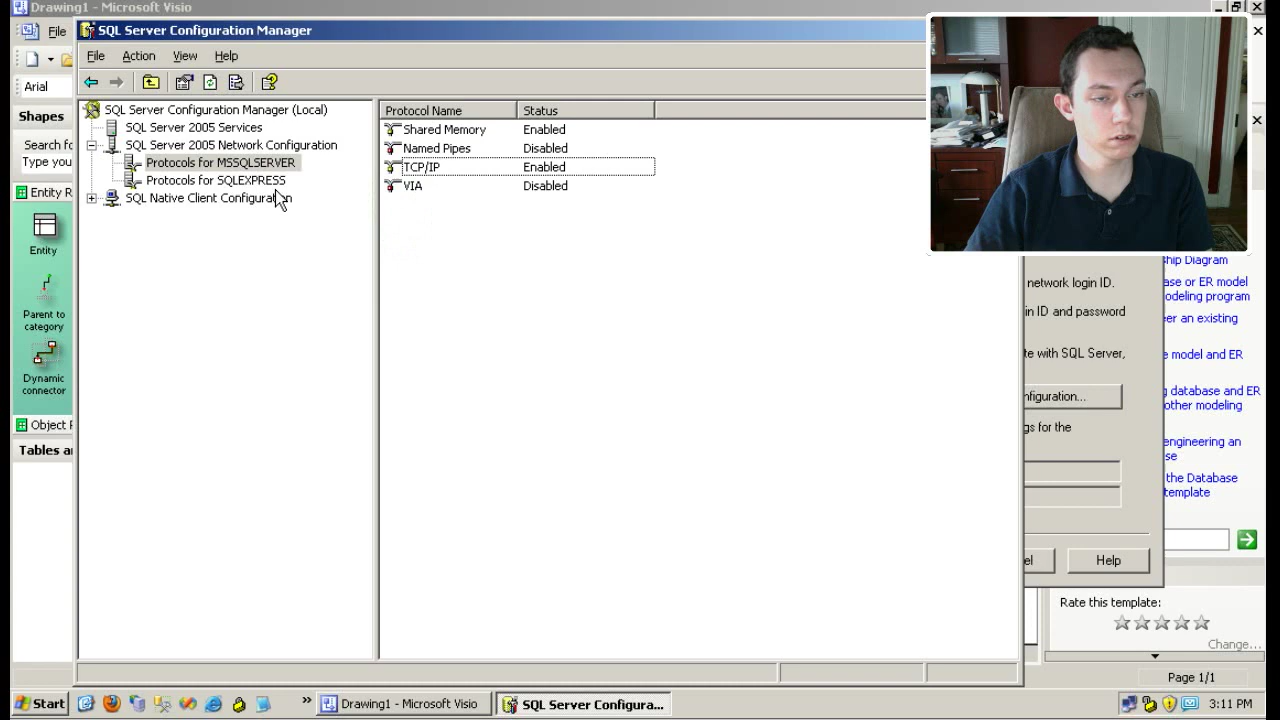 Drawing1 - Microsoft Visio
File
Arial
Shapes
Search fo
Type you
Entity R
Entity
Parent to
category
Dynamic
connector
Object R
Tables an
SQL Server Configuration Manager
File Action View Help
SQL Server Configuration Manager (Local)
SQL Server 2005 Services
SQL Server 2005 Network Configuration
Protocols for MSSQLSERVER
Protocols for SQLEXPRESS
SQL Native Client Configuration
Protocol Name Status
Shared Memory Enabled
Named Pipes Disabled
TCP/IP Enabled
VIA Disabled
network login ID.
in ID and password
te with SQL Server,
nfiguration...
gs for the
el Help
hip Diagram
ase or ER model
odeling program
er an existing
e model and ER
g database and ER
other modeling
engineering an
se
the Database
template
Rate this template:
Change...
Page 1/1
Start
» Drawing1 - Microsoft Visio
SQL Server Configura...
3:11 PM